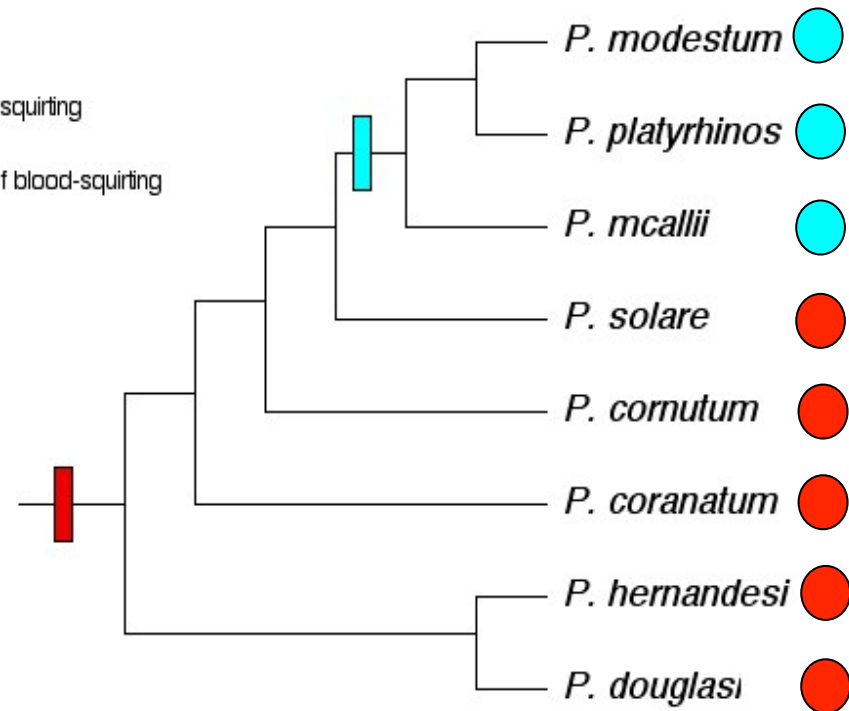 P. modestum
squirting
P. platyrhinos
f blood-squirting
P. mcallii
P. solare
P. cornutum
P. coranatum
P. hernandesi
P. douglasi